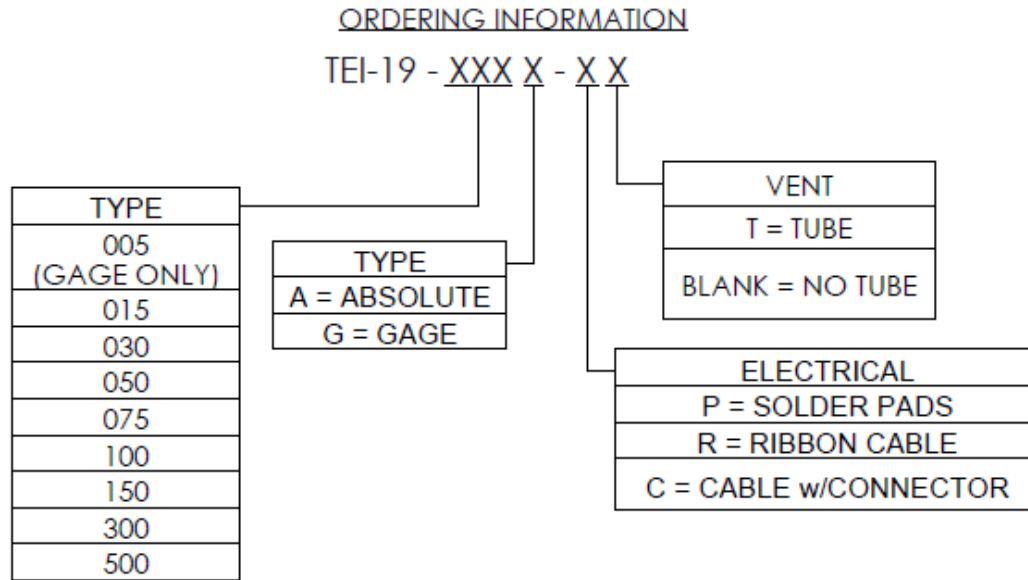 ORDERING INFORMATION
TEI-19 - XXX X - X X
TYPE
005
(GAGE ONLY)
015
030
050
075
100
150
300
500
TYPE
A = ABSOLUTE
G = GAGE
VENT
T = TUBE
BLANK = NO TUBE
ELECTRICAL
P = SOLDER PADS
R = RIBBON CABLE
C = CABLE w/CONNECTOR